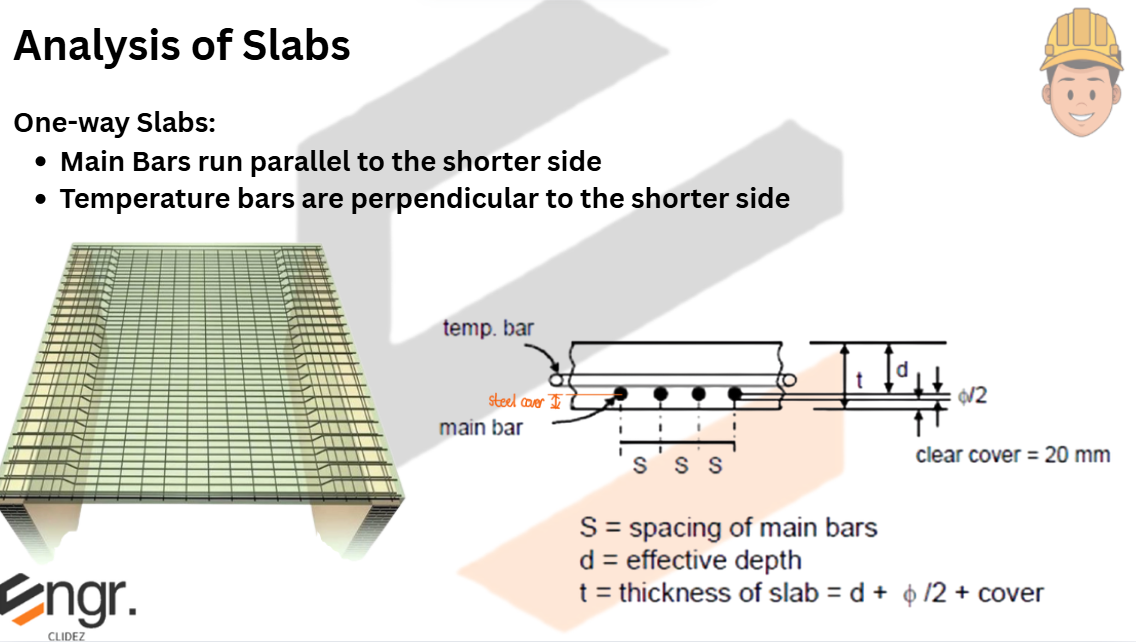 Analysis of Slabs
One-way Slabs:
• Main Bars run parallel to the shorter side
• Temperature bars are perpendicular to the shorter side
temp. bar
steel cover
main bar
S S S
t
d
ϕ/2
clear cover = 20 mm
S = spacing of main bars
d = effective depth
t = thickness of slab = d + ϕ /2 + cover
Engr.
CLIDEZ